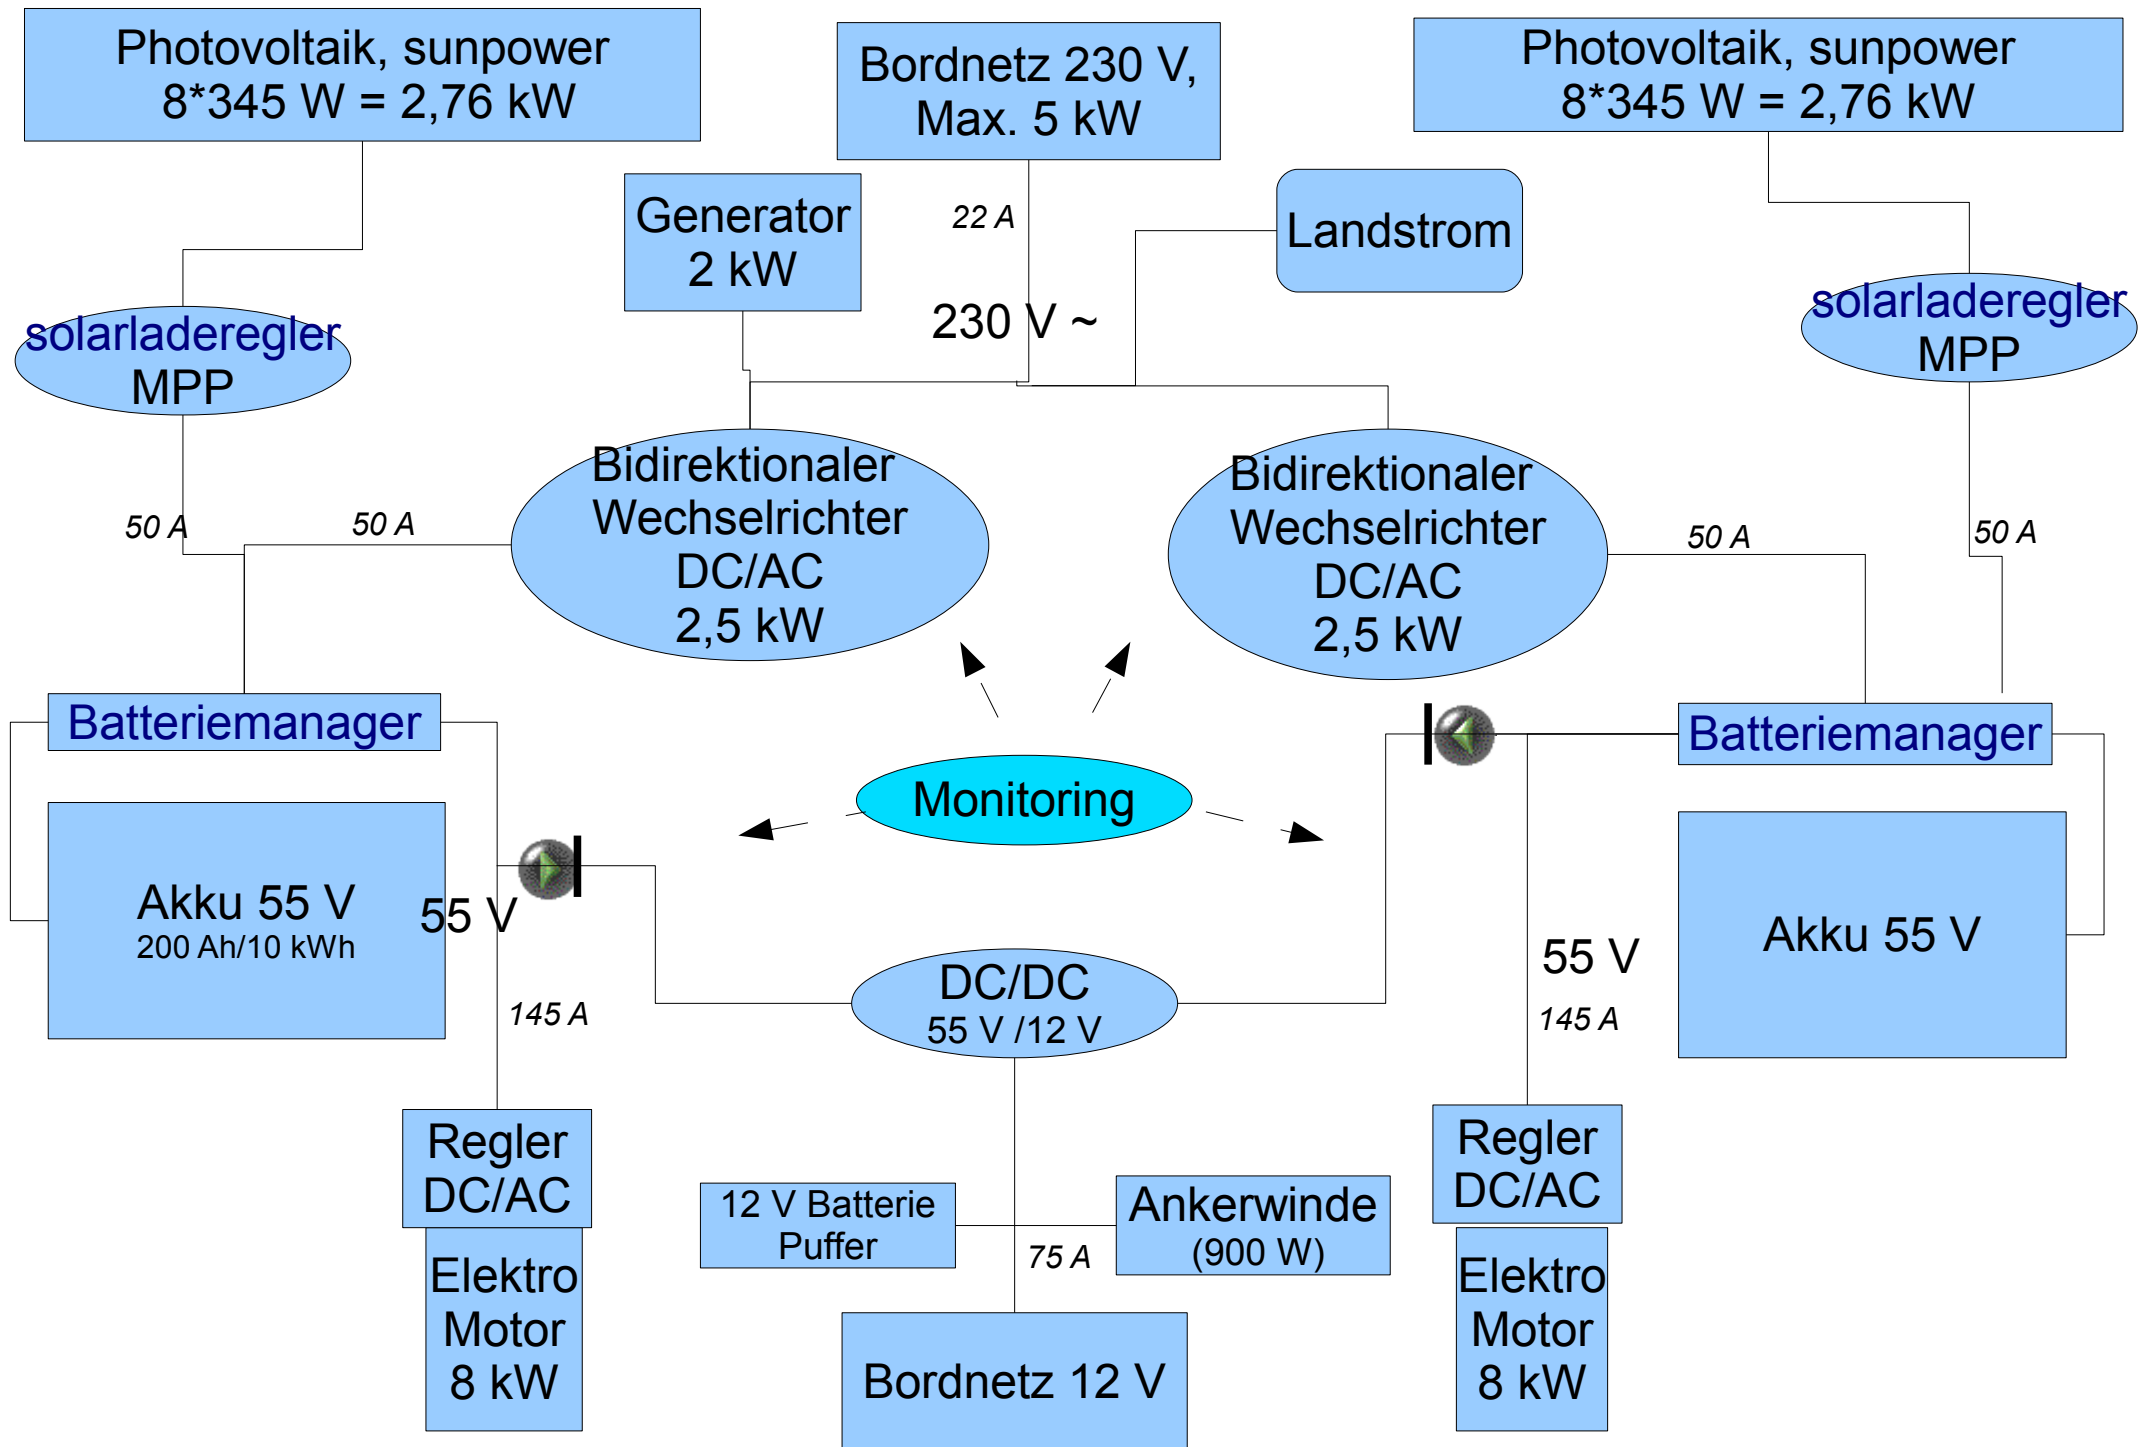 Photovoltaik, sunpower
8*345 W = 2,76 kW
Bordnetz 230 V,
Max. 5 kW
Photovoltaik, sunpower
8*345 W = 2,76 kW
Generator
2 kW
22 A
Landstrom
230 V ~
solarladeregler
MPP
solarladeregler
MPP
Bidirektionaler
Wechselrichter
DC/AC
2,5 kW
Bidirektionaler
Wechselrichter
DC/AC
2,5 kW
50 A
50 A
50 A
50 A
Batteriemanager
Batteriemanager
Monitoring
Akku 55 V
200 Ah/10 kWh
55 V
Akku 55 V
55 V
145 A
145 A
DC/DC
55 V /12 V
Regler
DC/AC
Regler
DC/AC
12 V Batterie
Puffer
Ankerwinde
(900 W)
75 A
Elektro
Motor
8 kW
Elektro
Motor
8 kW
Bordnetz 12 V